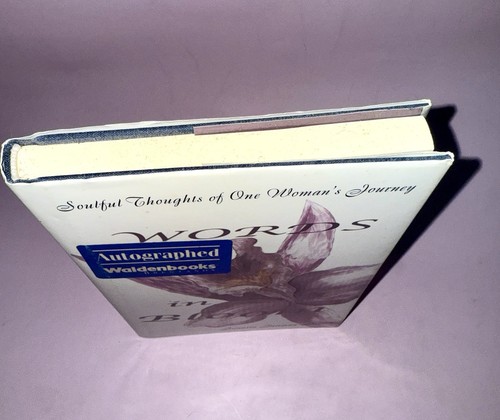 Soulful Thoughts of One Woman's Journey
WORDS
Autographed
Waldenbooks
in